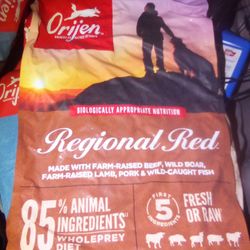 Orijen
BIOLOGICALLY APPROPRIATE NUTRITION
Regional Red
MADE WITH FARM-RAISED BEEF, WILD BOAR,
FARM-RAISED LAMB, PORK & WILD-CAUGHT FISH
85% ANIMAL
INGREDIENTS
WHOLEPREY
DIET
FIRST
5
INGREDIENTS
FRESH
OR RAW
Orijen